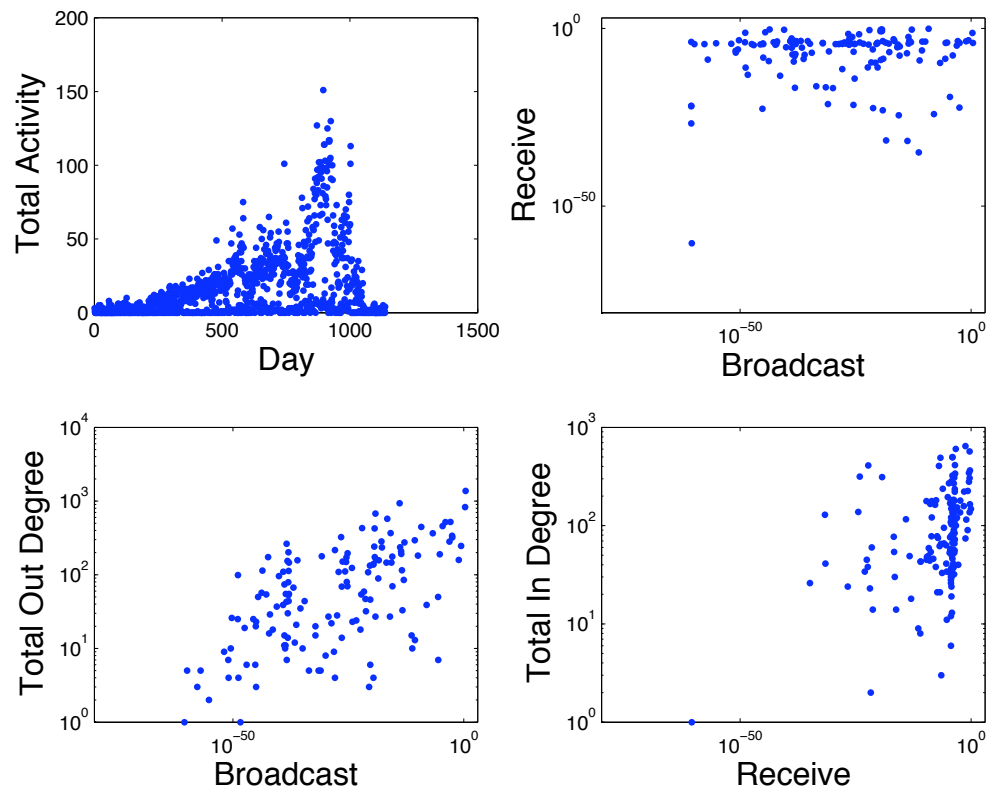 200
150
100
50
0
0 500 1000 1500
Total Activity
Day
10^0
10^-50
10^-50 10^0
Receive
Broadcast
10^4
10^3
10^2
10^1
10^0
10^-50 10^0
Total Out Degree
Broadcast
10^3
10^2
10^1
10^0
10^-50 10^0
Total In Degree
Receive